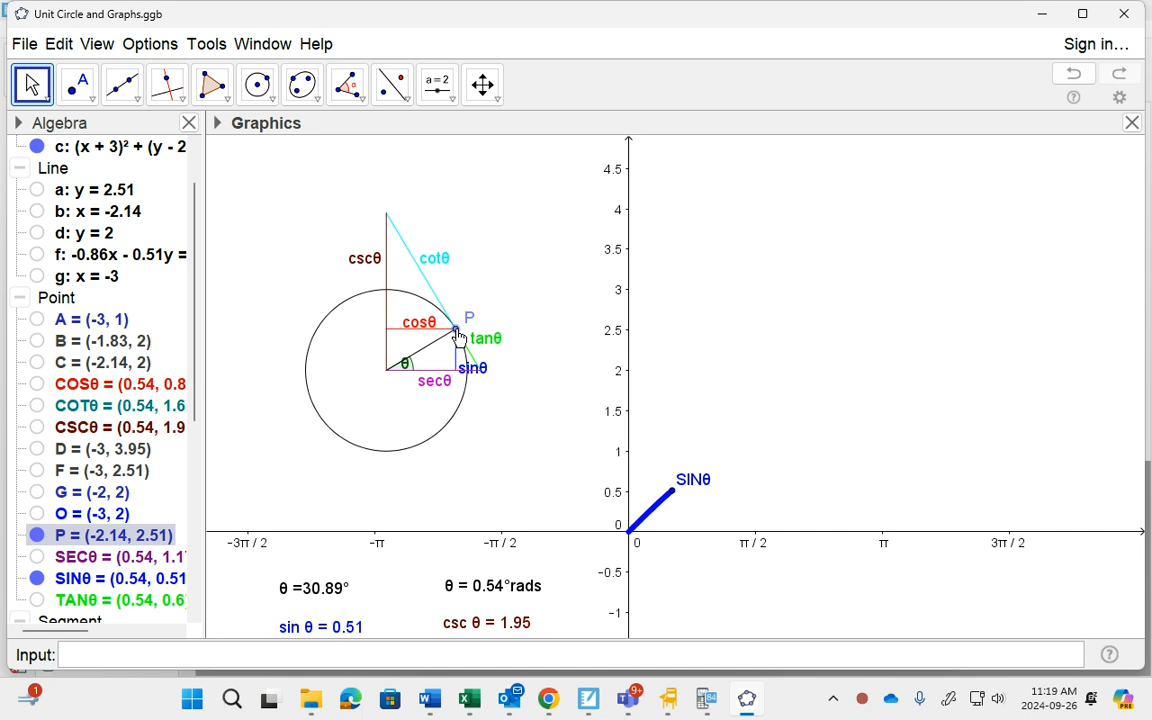 Unit Circle and Graphs.ggb
File Edit View Options Tools Window Help
Sign in...
A
a=2
Algebra
Graphics
c: (x + 3)² + (y - 2
Line
a: y = 2.51
b: x = -2.14
d: y = 2
f: -0.86x - 0.51y =
g: x = -3
Point
A = (-3, 1)
B = (-1.83, 2)
C = (-2.14, 2)
COSθ = (0.54, 0.8
COTθ = (0.54, 1.6
CSCθ = (0.54, 1.9
D = (-3, 3.95)
F = (-3, 2.51)
G = (-2, 2)
O = (-3, 2)
P = (-2.14, 2.51)
SECθ = (0.54, 1.1
SINθ = (0.54, 0.51
TANθ = (0.54, 0.6
Segment
cscθ
cotθ
P
cosθ
tanθ
θ
sinθ
secθ
4.5
4
3.5
3
2.5
2
1.5
1
0.5
0
-0.5
-1
SINθ
-3π / 2
-π
-π / 2
0
π / 2
π
3π / 2
θ =30.89°
θ = 0.54°rads
sin θ = 0.51
csc θ = 1.95
Input:
1
9+
11:19 AM
2024-09-26
PRE